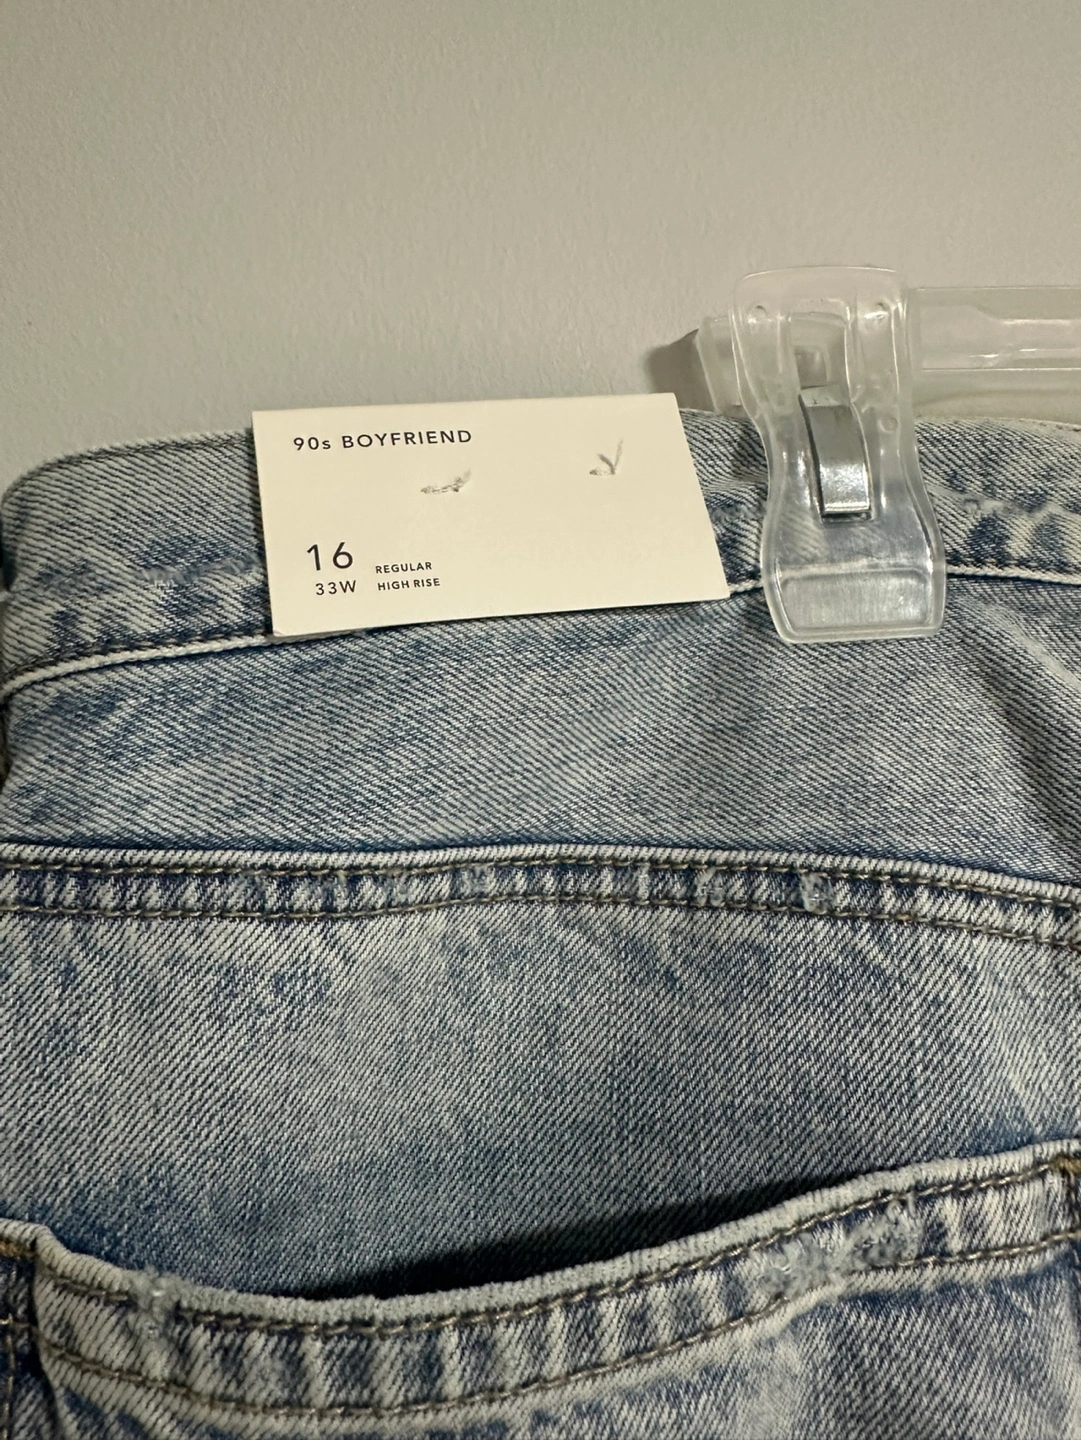 90s BOYFRIEND
16
33W
REGULAR
HIGH RISE